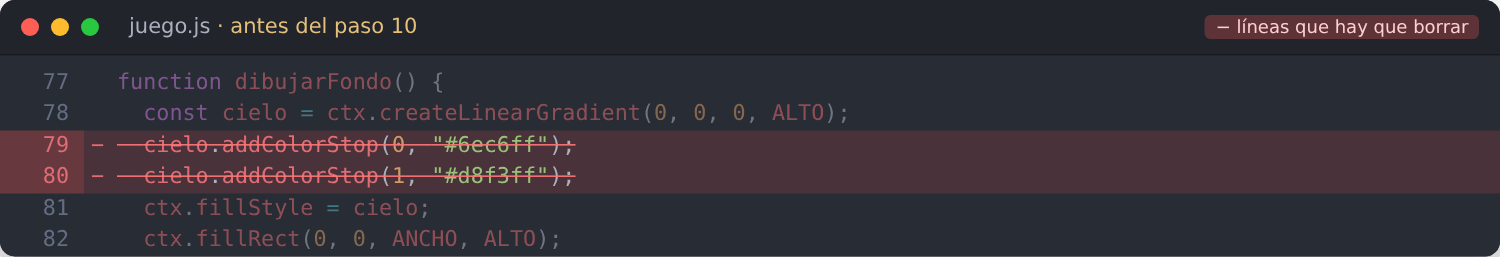 juego.js · antes del paso 10
− líneas que hay que borrar
77 function dibujarFondo() {
78 const cielo = ctx.createLinearGradient(0, 0, 0, ALTO);
79 − cielo.addColorStop(0, "#6ec6ff");
80 − cielo.addColorStop(1, "#d8f3ff");
81 ctx.fillStyle = cielo;
82 ctx.fillRect(0, 0, ANCHO, ALTO);